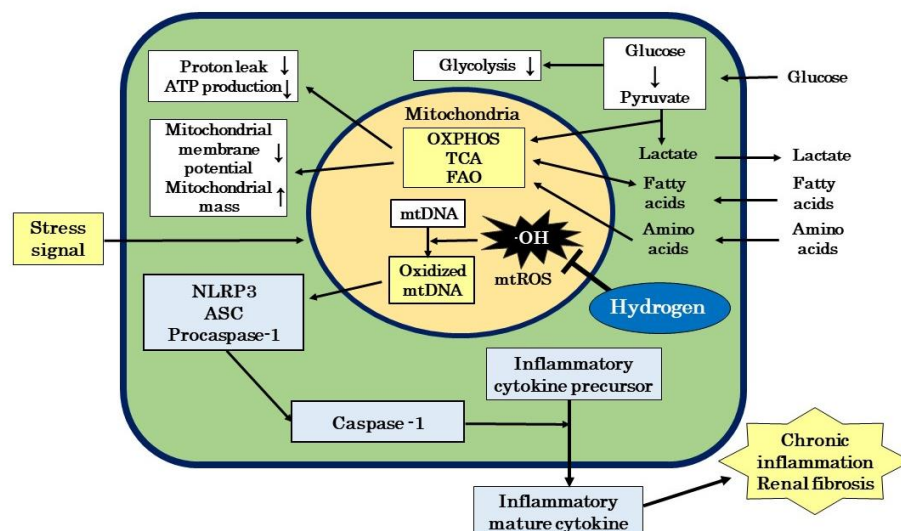 Proton leak ↓
ATP production ↓
Glycolysis ↓
Glucose
↓
Pyruvate
Glucose
Mitochondrial
membrane
potential ↓
Mitochondrial
mass ↑
Mitochondria
OXPHOS
TCA
FAO
Lactate
Lactate
Fatty
acids
Fatty
acids
Amino
acids
Amino
acids
Stress
signal
mtDNA
·OH
mtROS
Oxidized
mtDNA
Hydrogen
NLRP3
ASC
Procaspase-1
Inflammatory
cytokine precursor
Caspase -1
Chronic
inflammation
Renal fibrosis
Inflammatory
mature cytokine